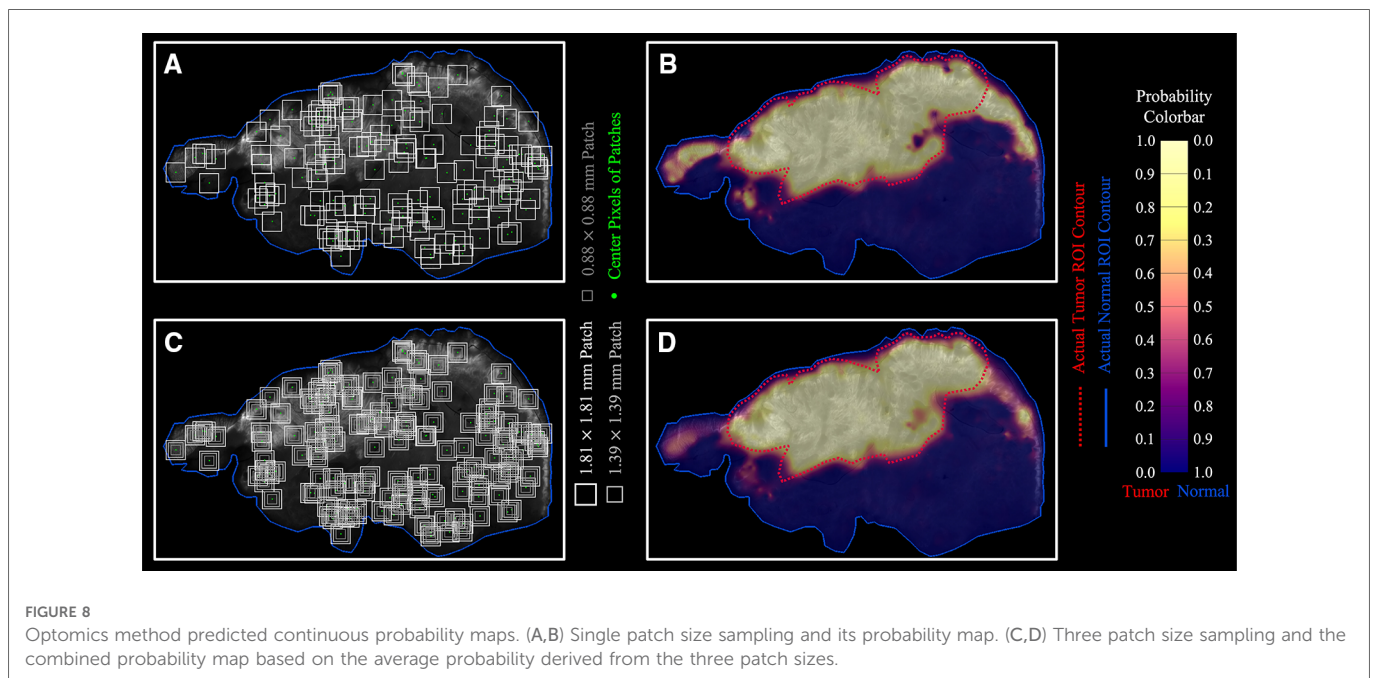 A
B
C
D
□ 0.88 × 0.88 mm Patch
• Center Pixels of Patches
□ 1.81 × 1.81 mm Patch
□ 1.39 × 1.39 mm Patch
Actual Tumor ROI Contour
Actual Normal ROI Contour
Probability
Colorbar
1.0 0.0
0.9 0.1
0.8 0.2
0.7 0.3
0.6 0.4
0.5 0.5
0.4 0.6
0.3 0.7
0.2 0.8
0.1 0.9
0.0 1.0
Tumor Normal
FIGURE 8
Optomics method predicted continuous probability maps. (A,B) Single patch size sampling and its probability map. (C,D) Three patch size sampling and the
combined probability map based on the average probability derived from the three patch sizes.